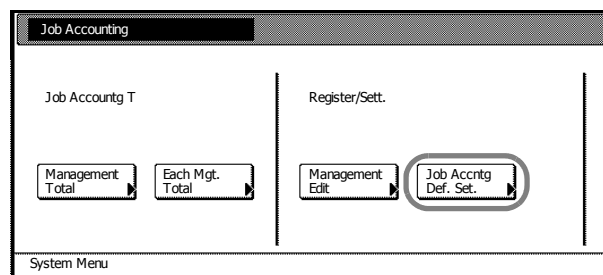 Job Accounting
Job Accountg T
Register/Sett.
Management
Total
Each Mgt.
Total
Management
Edit
Job Accntg
Def. Set.
System Menu